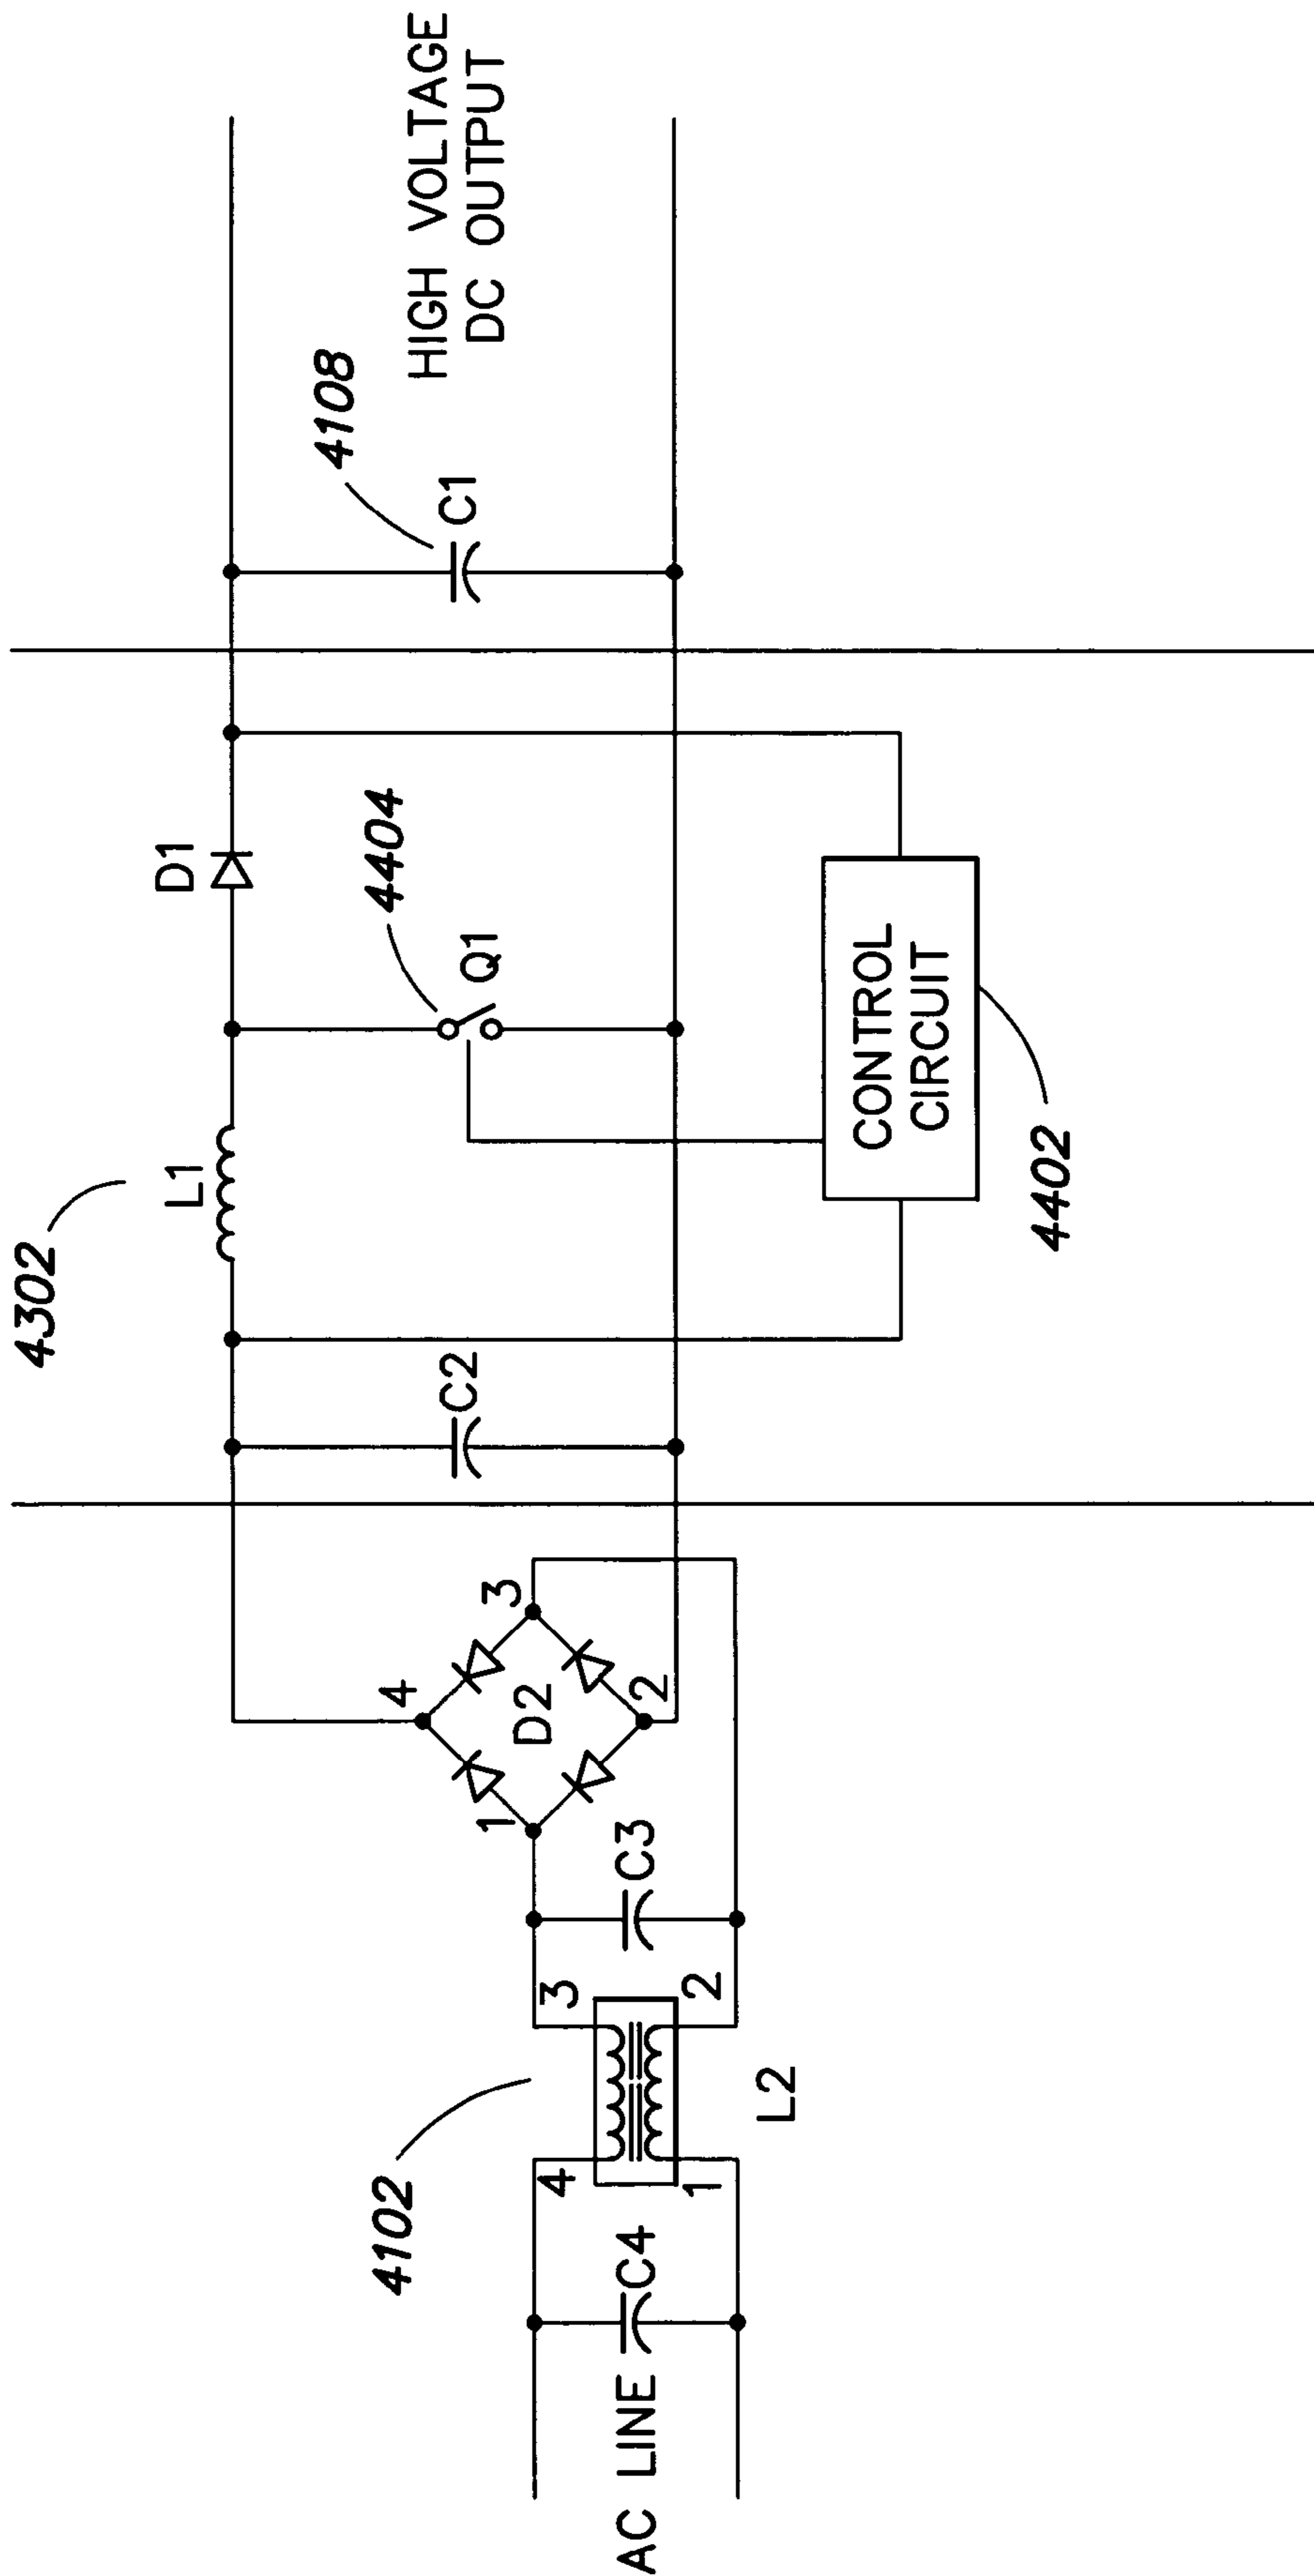 4302
L1
D1
4404
Q1
4108
C1
HIGH VOLTAGE
DC OUTPUT
C2
CONTROL
CIRCUIT
4402
4102
AC LINE
C4
4
3
1
2
L2
C3
4
1
D2
3
2